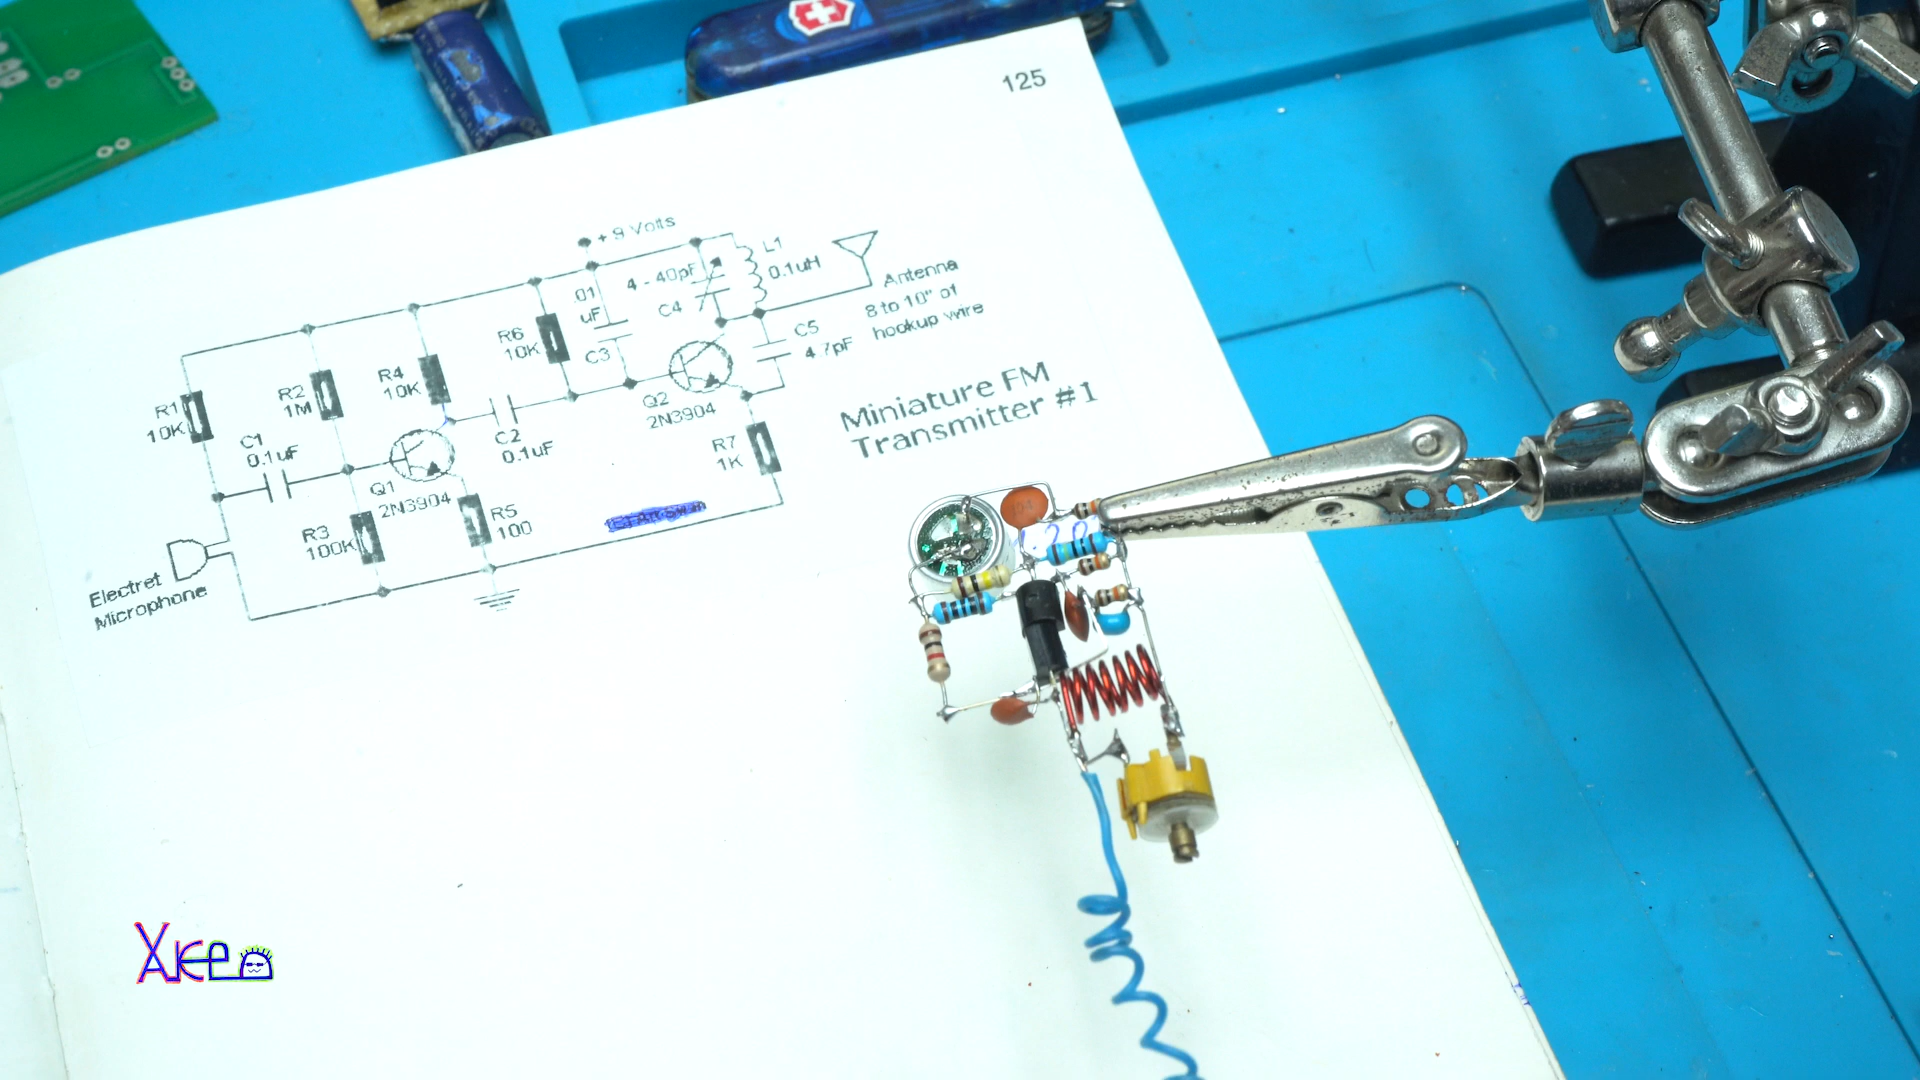 125
+9 Volts
L1
0.1uH
4 - 40pF
C4
.01
uF
C3
Antenna
8 to 10" of
hookup wire
C5
4.7pF
R6
10K
R4
10K
R2
1M
R1
10K
C1
0.1uF
C2
0.1uF
Q2
2N3904
Q1
2N3904
R7
1K
R5
100
R3
100K
Electret
Microphone
Miniature FM
Transmitter #1